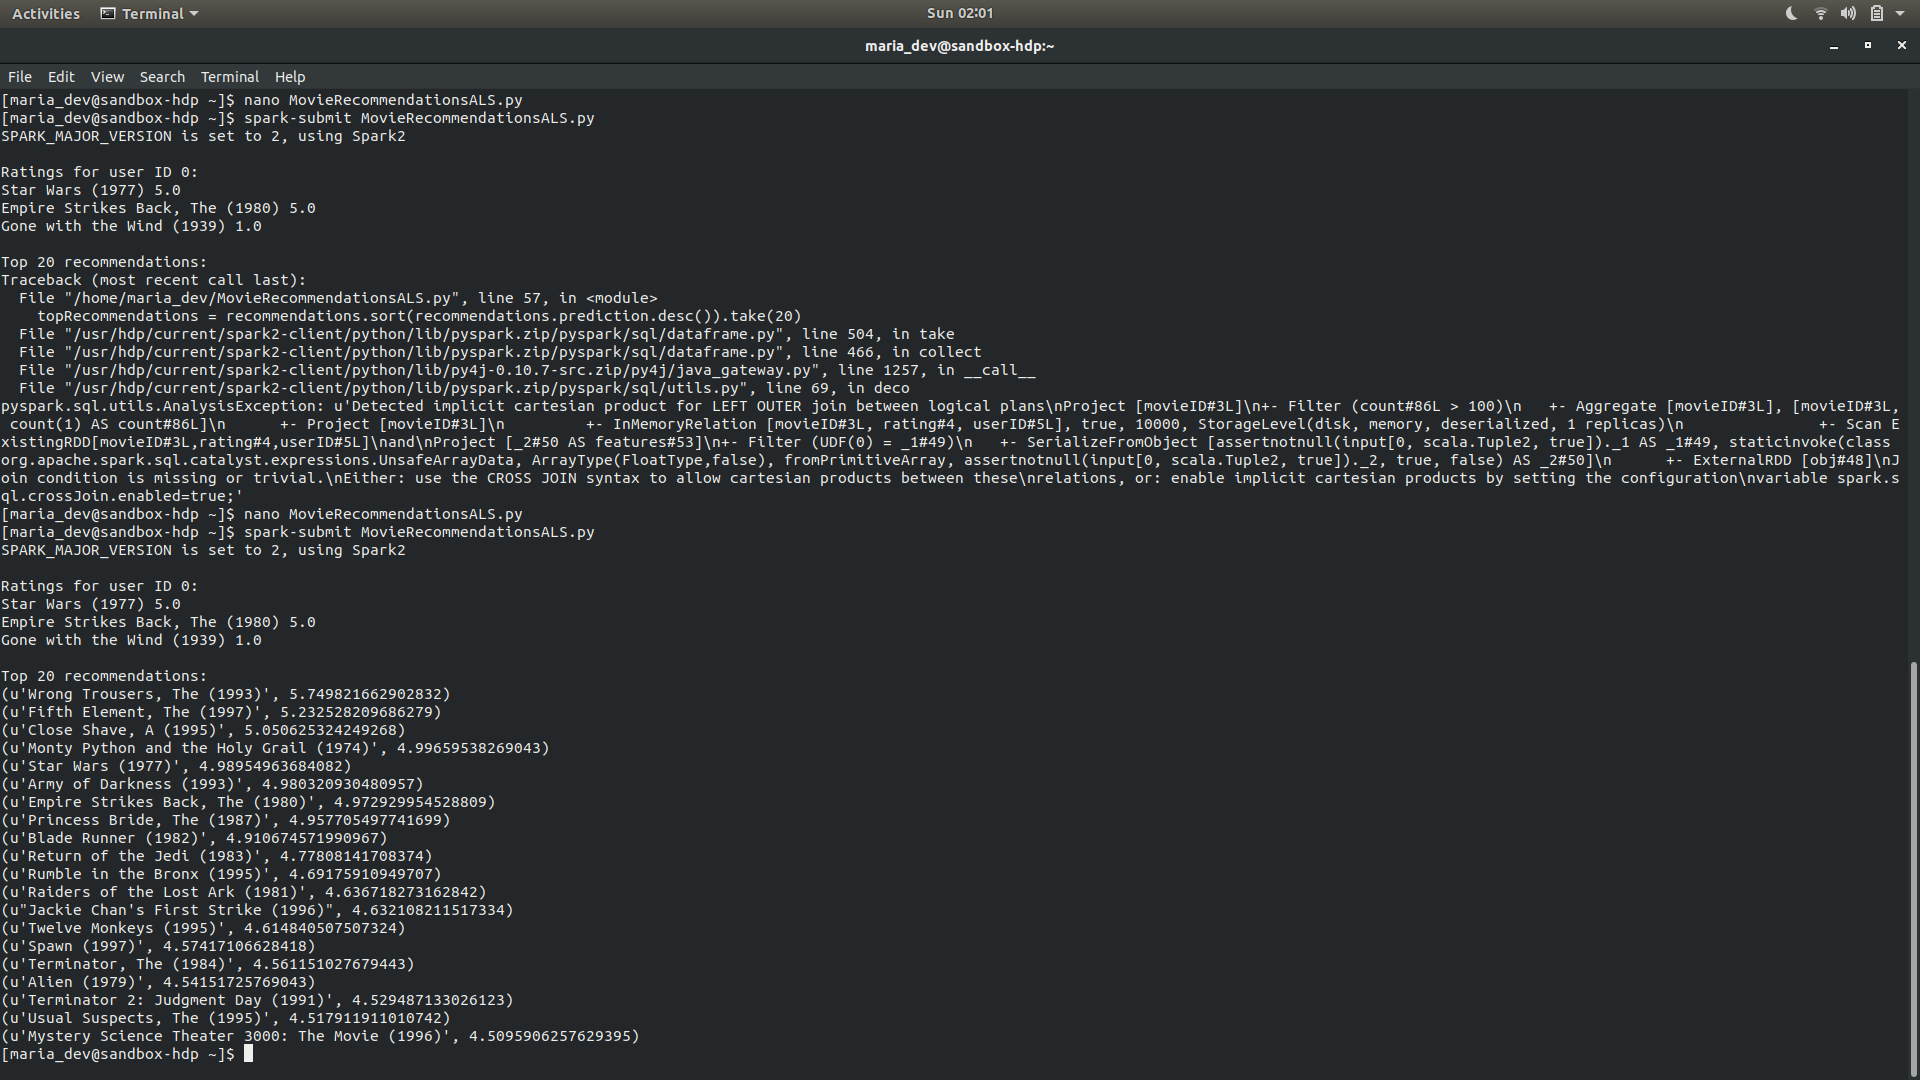 Activities Terminal Sun 02:01
maria_dev@sandbox-hdp:~
File Edit View Search Terminal Help
[maria_dev@sandbox-hdp ~]$ nano MovieRecommendationsALS.py
[maria_dev@sandbox-hdp ~]$ spark-submit MovieRecommendationsALS.py
SPARK_MAJOR_VERSION is set to 2, using Spark2

Ratings for user ID 0:
Star Wars (1977) 5.0
Empire Strikes Back, The (1980) 5.0
Gone with the Wind (1939) 1.0

Top 20 recommendations:
Traceback (most recent call last):
  File "/home/maria_dev/MovieRecommendationsALS.py", line 57, in <module>
    topRecommendations = recommendations.sort(recommendations.prediction.desc()).take(20)
  File "/usr/hdp/current/spark2-client/python/lib/pyspark.zip/pyspark/sql/dataframe.py", line 504, in take
  File "/usr/hdp/current/spark2-client/python/lib/pyspark.zip/pyspark/sql/dataframe.py", line 466, in collect
  File "/usr/hdp/current/spark2-client/python/lib/py4j-0.10.7-src.zip/py4j/java_gateway.py", line 1257, in __call__
  File "/usr/hdp/current/spark2-client/python/lib/pyspark.zip/pyspark/sql/utils.py", line 69, in deco
pyspark.sql.utils.AnalysisException: u'Detected implicit cartesian product for LEFT OUTER join between logical plans\nProject [movieID#3L]\n+- Filter (count#86L > 100)\n   +- Aggregate [movieID#3L], [movieID#3L,
 count(1) AS count#86L]\n      +- Project [movieID#3L]\n         +- InMemoryRelation [movieID#3L, rating#4, userID#5L], true, 10000, StorageLevel(disk, memory, deserialized, 1 replicas)\n               +- Scan E
xistingRDD[movieID#3L,rating#4,userID#5L]\nand\nProject [_2#50 AS features#53]\n+- Filter (UDF(0) = _1#49)\n   +- SerializeFromObject [assertnotnull(input[0, scala.Tuple2, true])._1 AS _1#49, staticinvoke(class
org.apache.spark.sql.catalyst.expressions.UnsafeArrayData, ArrayType(FloatType,false), fromPrimitiveArray, assertnotnull(input[0, scala.Tuple2, true])._2, true, false) AS _2#50]\n      +- ExternalRDD [obj#48]\nJ
oin condition is missing or trivial.\nEither: use the CROSS JOIN syntax to allow cartesian products between these\nrelations, or: enable implicit cartesian products by setting the configuration\nvariable spark.s
ql.crossJoin.enabled=true;'
[maria_dev@sandbox-hdp ~]$ nano MovieRecommendationsALS.py
[maria_dev@sandbox-hdp ~]$ spark-submit MovieRecommendationsALS.py
SPARK_MAJOR_VERSION is set to 2, using Spark2

Ratings for user ID 0:
Star Wars (1977) 5.0
Empire Strikes Back, The (1980) 5.0
Gone with the Wind (1939) 1.0

Top 20 recommendations:
(u'Wrong Trousers, The (1993)', 5.749821662902832)
(u'Fifth Element, The (1997)', 5.232528209686279)
(u'Close Shave, A (1995)', 5.050625324249268)
(u'Monty Python and the Holy Grail (1974)', 4.99659538269043)
(u'Star Wars (1977)', 4.98954963684082)
(u'Army of Darkness (1993)', 4.980320930480957)
(u'Empire Strikes Back, The (1980)', 4.972929954528809)
(u'Princess Bride, The (1987)', 4.957705497741699)
(u'Blade Runner (1982)', 4.910674571990967)
(u'Return of the Jedi (1983)', 4.77808141708374)
(u'Rumble in the Bronx (1995)', 4.69175910949707)
(u'Raiders of the Lost Ark (1981)', 4.636718273162842)
(u"Jackie Chan's First Strike (1996)", 4.632108211517334)
(u'Twelve Monkeys (1995)', 4.614840507507324)
(u'Spawn (1997)', 4.57417106628418)
(u'Terminator, The (1984)', 4.561151027679443)
(u'Alien (1979)', 4.54151725769043)
(u'Terminator 2: Judgment Day (1991)', 4.529487133026123)
(u'Usual Suspects, The (1995)', 4.517911911010742)
(u'Mystery Science Theater 3000: The Movie (1996)', 4.5095906257629395)
[maria_dev@sandbox-hdp ~]$